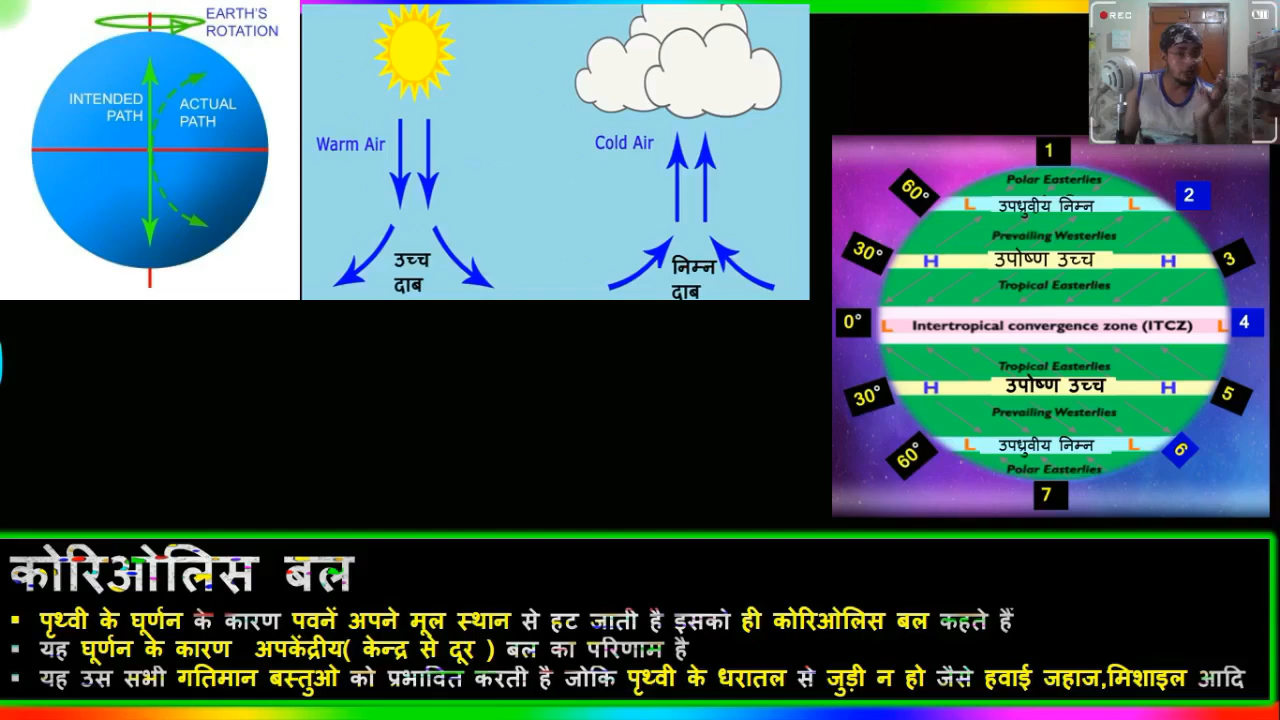 EARTH'S
ROTATION
INTENDED
PATH
ACTUAL
PATH
Warm Air
उच्च
दाब
Cold Air
निम्न
दाब
REC
1
Polar Easterlies
60°
L उपध्रुवीय निम्न L
2
Prevailing Westerlies
30°
H उपोष्ण उच्च H
3
Tropical Easterlies
0°
L Intertropical convergence zone (ITCZ) L
4
Tropical Easterlies
30°
H उपोष्ण उच्च H
5
Prevailing Westerlies
60°
L उपध्रुवीय निम्न L
6
Polar Easterlies
7
कोरिओलिस बल
▪ पृथ्वी के घूर्णन के कारण पवनें अपने मूल स्थान से हट जाती है इसको ही कोरिओलिस बल कहते हैं
▪ यह घूर्णन के कारण अपकेंद्रीय( केन्द्र से दूर ) बल का परिणाम है
▪ यह उस सभी गतिमान बस्तुओ को प्रभावित करती है जोकि पृथ्वी के धरातल से जुड़ी न हो जैसे हवाई जहाज,मिशाइल आदि